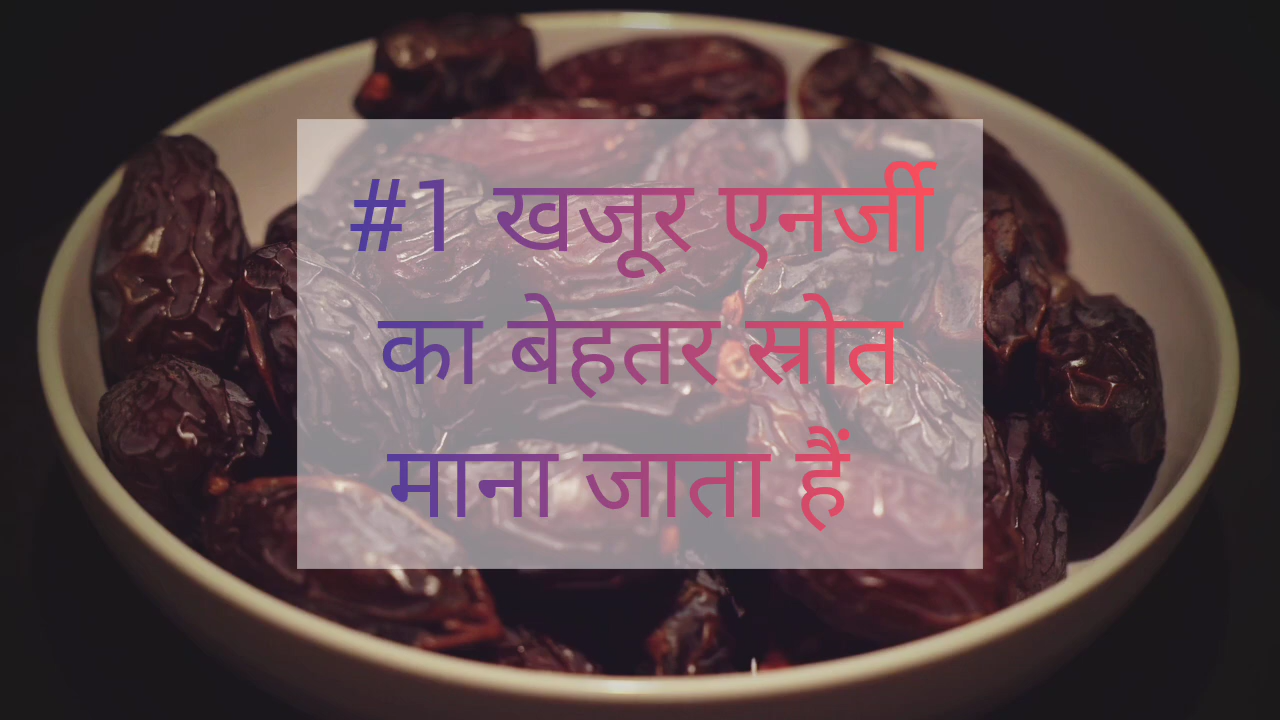 #1 खजूर एनर्जी
का बेहतर स्रोत
माना जाता हैं